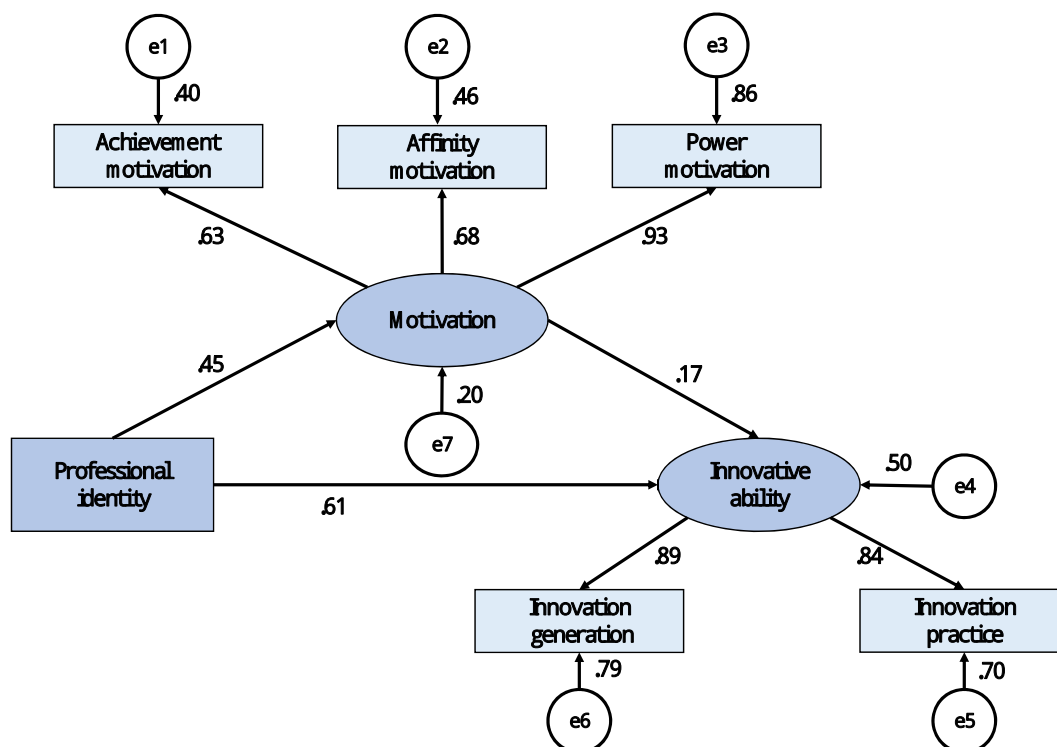 e1
e2
e3
.40
.46
.86
Achievement
motivation
Affinity
motivation
Power
motivation
.63
.68
.93
Motivation
.45
.17
.20
e7
Professional
identity
.61
Innovative
ability
.50
e4
.89
.84
Innovation
generation
Innovation
practice
.79
.70
e6
e5